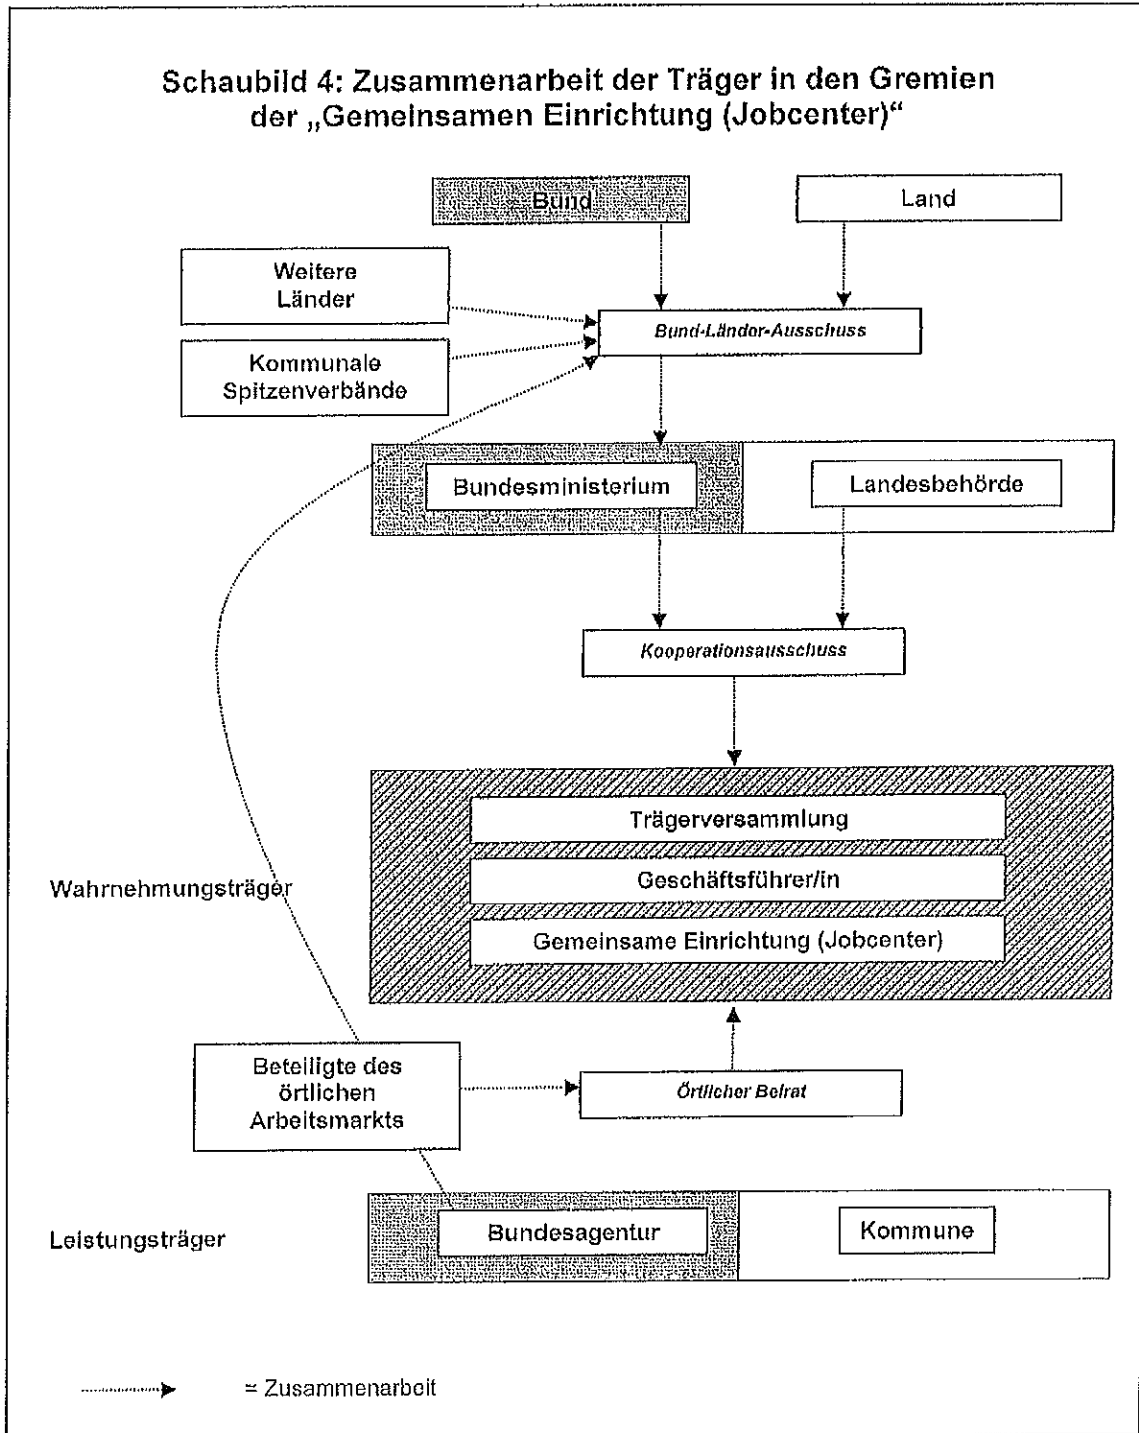 Schaubild 4: Zusammenarbeit der Träger in den Gremien
der „Gemeinsamen Einrichtung (Jobcenter)“
Bund
Land
Weitere
Länder
Bund-Länder-Ausschuss
Kommunale
Spitzenverbände
Bundesministerium
Landesbehörde
Kooperationsausschuss
Trägerversammlung
Wahrnehmungsträger
Geschäftsführer/in
Gemeinsame Einrichtung (Jobcenter)
Beteiligte des
örtlichen
Arbeitsmarkts
Örtlicher Beirat
Leistungsträger
Bundesagentur
Kommune
= Zusammenarbeit